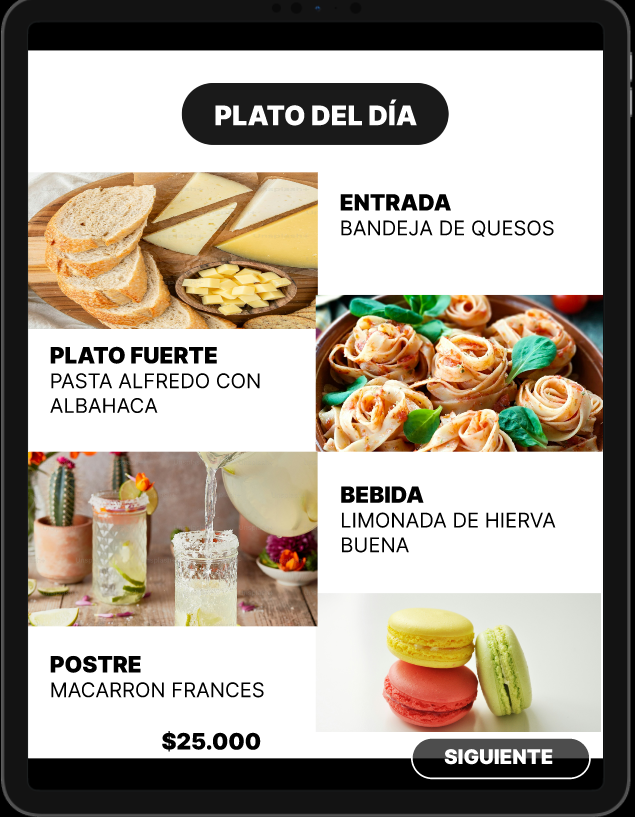 PLATO DEL DÍA
ENTRADA
BANDEJA DE QUESOS
PLATO FUERTE
PASTA ALFREDO CON
ALBAHACA
BEBIDA
LIMONADA DE HIERVA
BUENA
POSTRE
MACARRON FRANCES
$25.000
SIGUIENTE